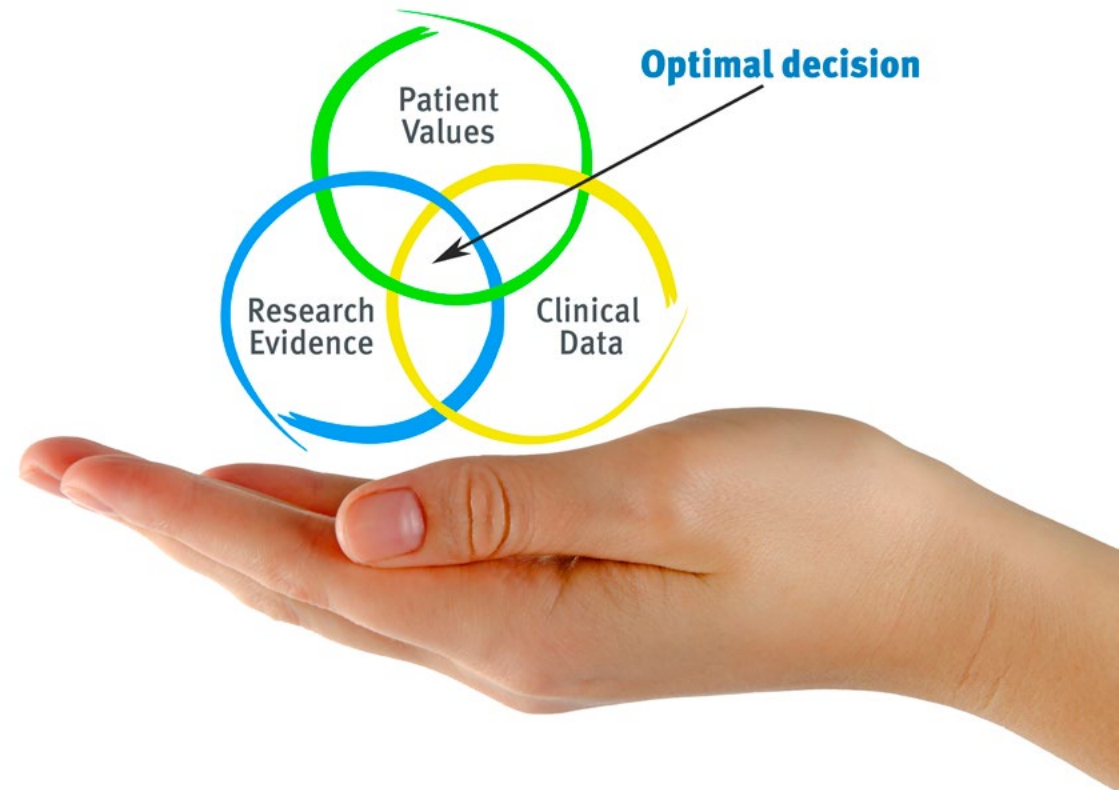 Optimal decision
Patient
Values
Research
Evidence
Clinical
Data